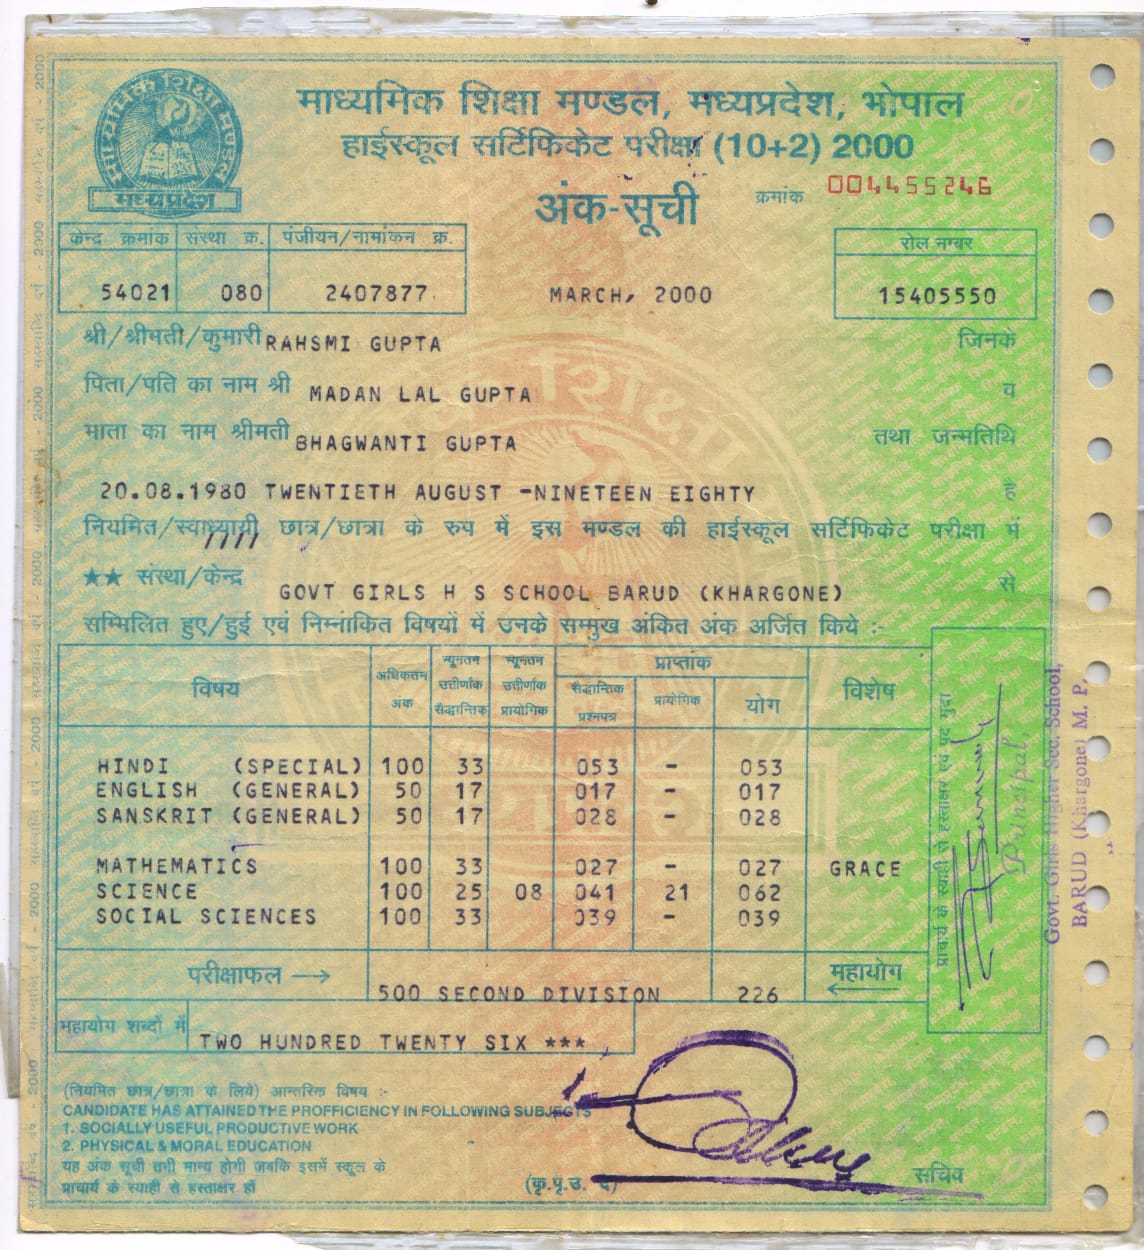 माध्यमिक शिक्षा मण्डल
मध्यप्रदेश
माध्यमिक शिक्षा मण्डल, मध्यप्रदेश, भोपाल
हाईस्कूल सर्टिफिकेट परीक्षा (10+2) 2000
अंक-सूची
क्रमांक 004455246
केन्द्र क्रमांक संस्था क्र. पंजीयन/नामांकन क्र. रोल नम्बर
54021 080 2407877 MARCH, 2000 15405550
श्री/श्रीमती/कुमारी RAHSMI GUPTA जिनके
पिता/पति का नाम श्री MADAN LAL GUPTA व
माता का नाम श्रीमती BHAGWANTI GUPTA तथा जन्मतिथि
20.08.1980 TWENTIETH AUGUST -NINETEEN EIGHTY है
नियमित/स्वाध्यायी छात्र/छात्रा के रुप में इस मण्डल की हाईस्कूल सर्टिफिकेट परीक्षा में
★★ संस्था/केन्द्र GOVT GIRLS H S SCHOOL BARUD (KHARGONE) से
सम्मिलित हुए/हुई एवं निम्नांकित विषयों में उनके सम्मुख अंकित अंक अर्जित किये :-
विषय अधिकतम अंक न्यूनतम उत्तीर्णांक सैद्धान्तिक न्यूनतम उत्तीर्णांक प्रायोगिक प्राप्तांक सैद्धान्तिक प्रश्नपत्र प्रायोगिक योग विशेष
HINDI (SPECIAL) 100 33 053 - 053
ENGLISH (GENERAL) 50 17 017 - 017
SANSKRIT (GENERAL) 50 17 028 - 028
MATHEMATICS 100 33 027 - 027 GRACE
SCIENCE 100 25 08 041 21 062
SOCIAL SCIENCES 100 33 039 - 039
परीक्षाफल → 500 SECOND DIVISION 226 महायोग ←
महायोग शब्दों में TWO HUNDRED TWENTY SIX ***
प्राचार्य के स्याही से हस्ताक्षर एवं पद मुद्रा
Principal,
Govt. Girls Higher Sec. School,
BARUD (Khargone) M. P.
(नियमित छात्र/छात्रा के लिये) आन्तरिक विषय :-
CANDIDATE HAS ATTAINED THE PROFFICIENCY IN FOLLOWING SUBJECTS
1. SOCIALLY USEFUL PRODUCTIVE WORK
2. PHYSICAL & MORAL EDUCATION
यह अंक सूची तभी मान्य होगी जबकि इसमें स्कूल के
प्राचार्य के स्याही से हस्ताक्षर हों
(कृ.पृ.उ. दे)
सचिव